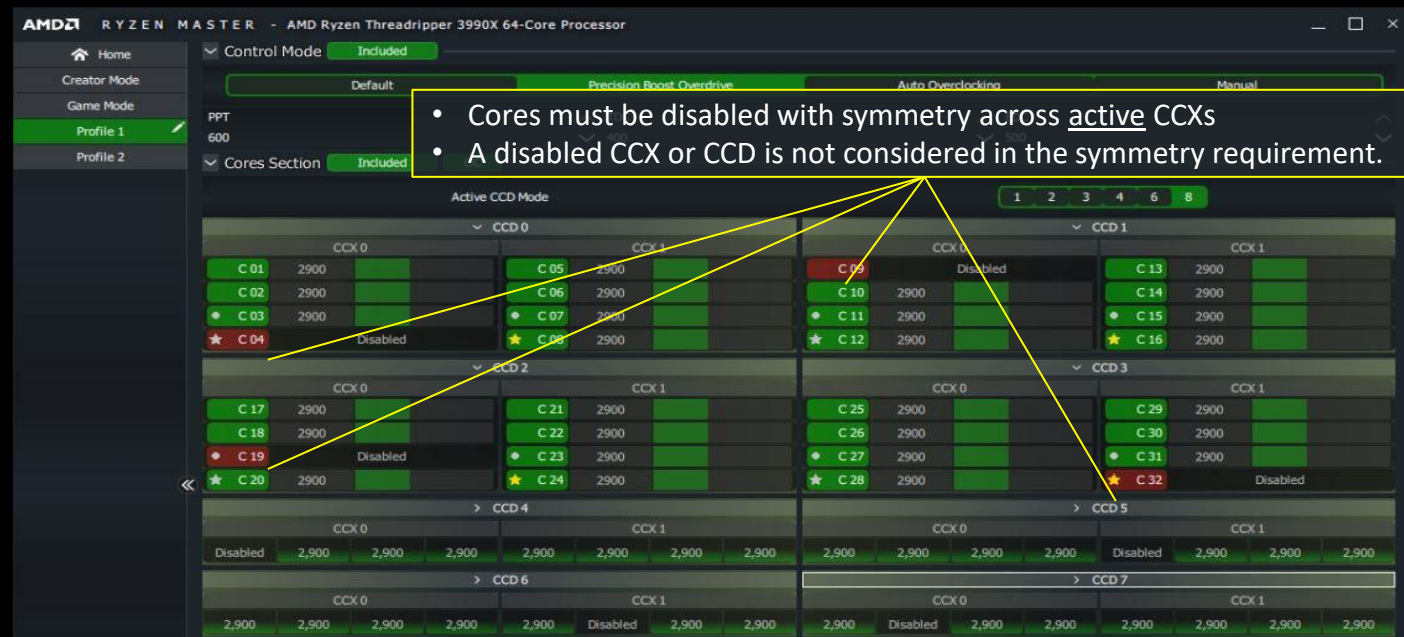 AMD RYZEN MASTER - AMD Ryzen Threadripper 3990X 64-Core Processor
Home
Creator Mode
Game Mode
Profile 1
Profile 2
Control Mode Included
Default Precision Boost Overdrive Auto Overclocking Manual
• Cores must be disabled with symmetry across active CCXs
• A disabled CCX or CCD is not considered in the symmetry requirement.
PPT
600 400 500
Cores Section Included
Active CCD Mode 1 2 3 4 6 8
CCD 0 CCD 1
CCX 0 CCX 1 CCX 0 CCX 1
C 01 2900 C 05 2900 C 09 Disabled C 13 2900
C 02 2900 C 06 2900 C 10 2900 C 14 2900
C 03 2900 C 07 2900 C 11 2900 C 15 2900
C 04 Disabled C 08 2900 C 12 2900 C 16 2900
CCD 2 CCD 3
CCX 0 CCX 1 CCX 0 CCX 1
C 17 2900 C 21 2900 C 25 2900 C 29 2900
C 18 2900 C 22 2900 C 26 2900 C 30 2900
C 19 Disabled C 23 2900 C 27 2900 C 31 2900
C 20 2900 C 24 2900 C 28 2900 C 32 Disabled
CCD 4 CCD 5
CCX 0 CCX 1 CCX 0 CCX 1
Disabled 2,900 2,900 2,900 2,900 2,900 2,900 2,900 2,900 2,900 2,900 2,900 Disabled 2,900 2,900 2,900
CCD 6 CCD 7
CCX 0 CCX 1 CCX 0 CCX 1
2,900 2,900 2,900 2,900 2,900 Disabled 2,900 2,900 2,900 Disabled 2,900 2,900 2,900 2,900 2,900 2,900